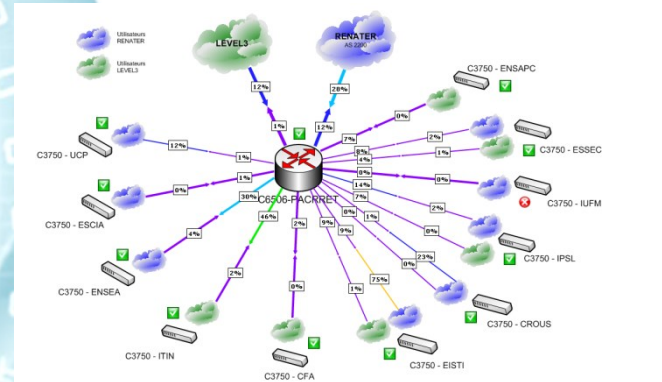 Utilisateurs
RENATER
Utilisateurs
LEVEL3
LEVEL3
RENATER
AS 2200
C3750 - ENSAPC
12%
28%
1%
12%
7%
0%
2%
C3750 - ESSEC
8%
4%
1%
C3750 - UCP
12%
1%
C3750 - IUFM
0%
0%
C3750 - ESCIA
0%
1%
C6506-PACRRET
14%
2%
C3750 - IPSL
7%
0%
C3750 - ENSEA
4%
30%
C3750 - CROUS
1%
23%
0%
0%
C3750 - ITIN
2%
46%
C3750 - CFA
0%
2%
C3750 - EISTI
9%
75%
9%
1%